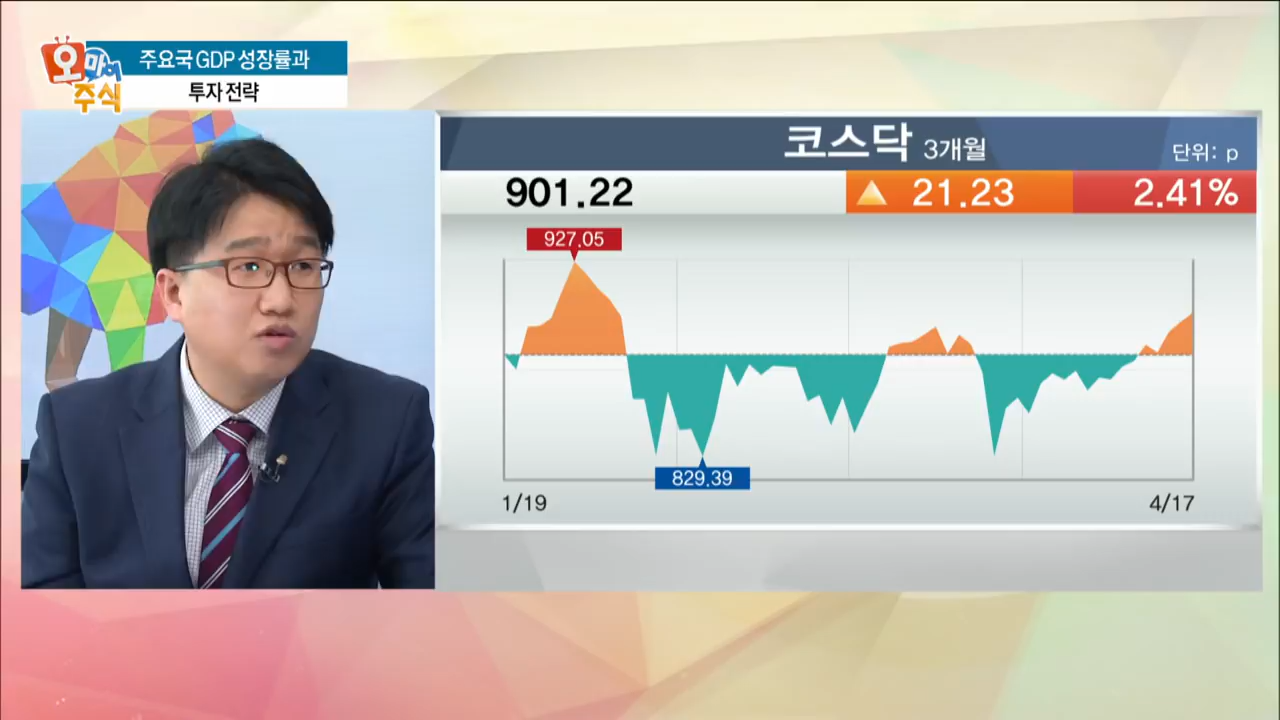 오마이
주식
주요국 GDP 성장률과
투자 전략
코스닥 3개월
단위: p
901.22
▲ 21.23
2.41%
927.05
829.39
1/19
4/17